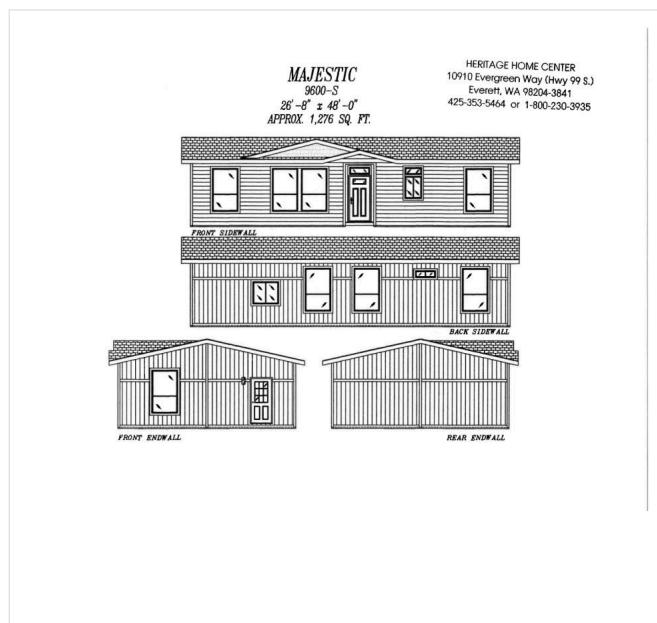 MAJESTIC
9600-S
26'-8" x 48'-0"
APPROX. 1,276 SQ. FT.
HERITAGE HOME CENTER
10910 Evergreen Way (Hwy 99 S.)
Everett, WA 98204-3841
425-353-5464 or 1-800-230-3935
FRONT SIDEWALL
BACK SIDEWALL
FRONT ENDWALL
REAR ENDWALL